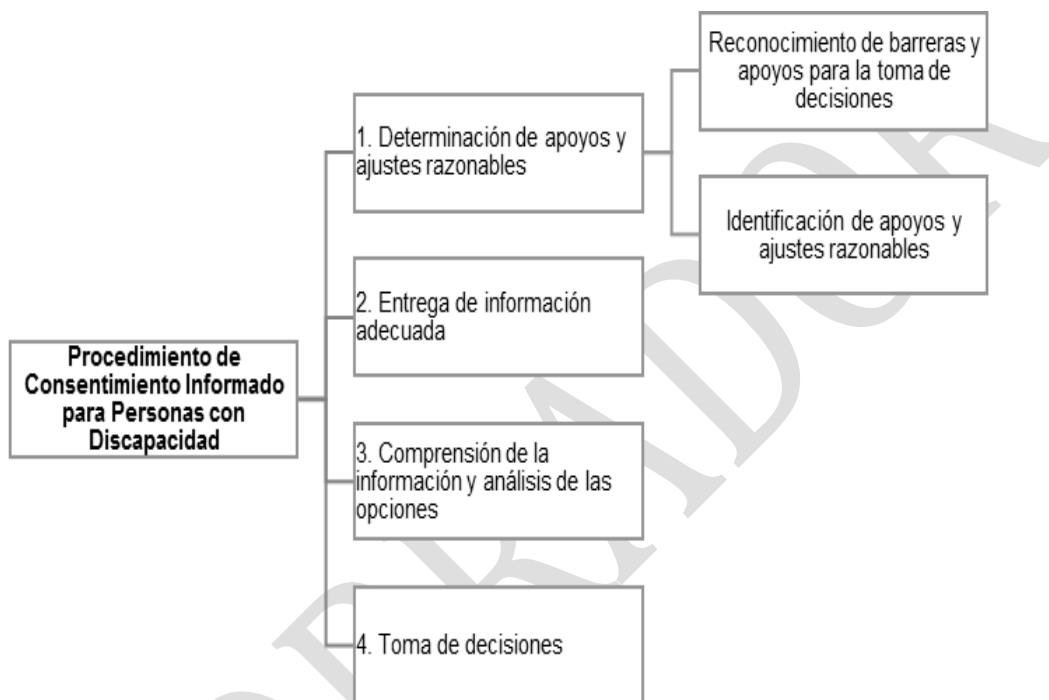 Procedimiento de
Consentimiento Informado
para Personas con
Discapacidad
1. Determinación de apoyos y
ajustes razonables
Reconocimiento de barreras y
apoyos para la toma de
decisiones
Identificación de apoyos y
ajustes razonables
2. Entrega de información
adecuada
3. Comprensión de la
información y análisis de las
opciones
4. Toma de decisiones